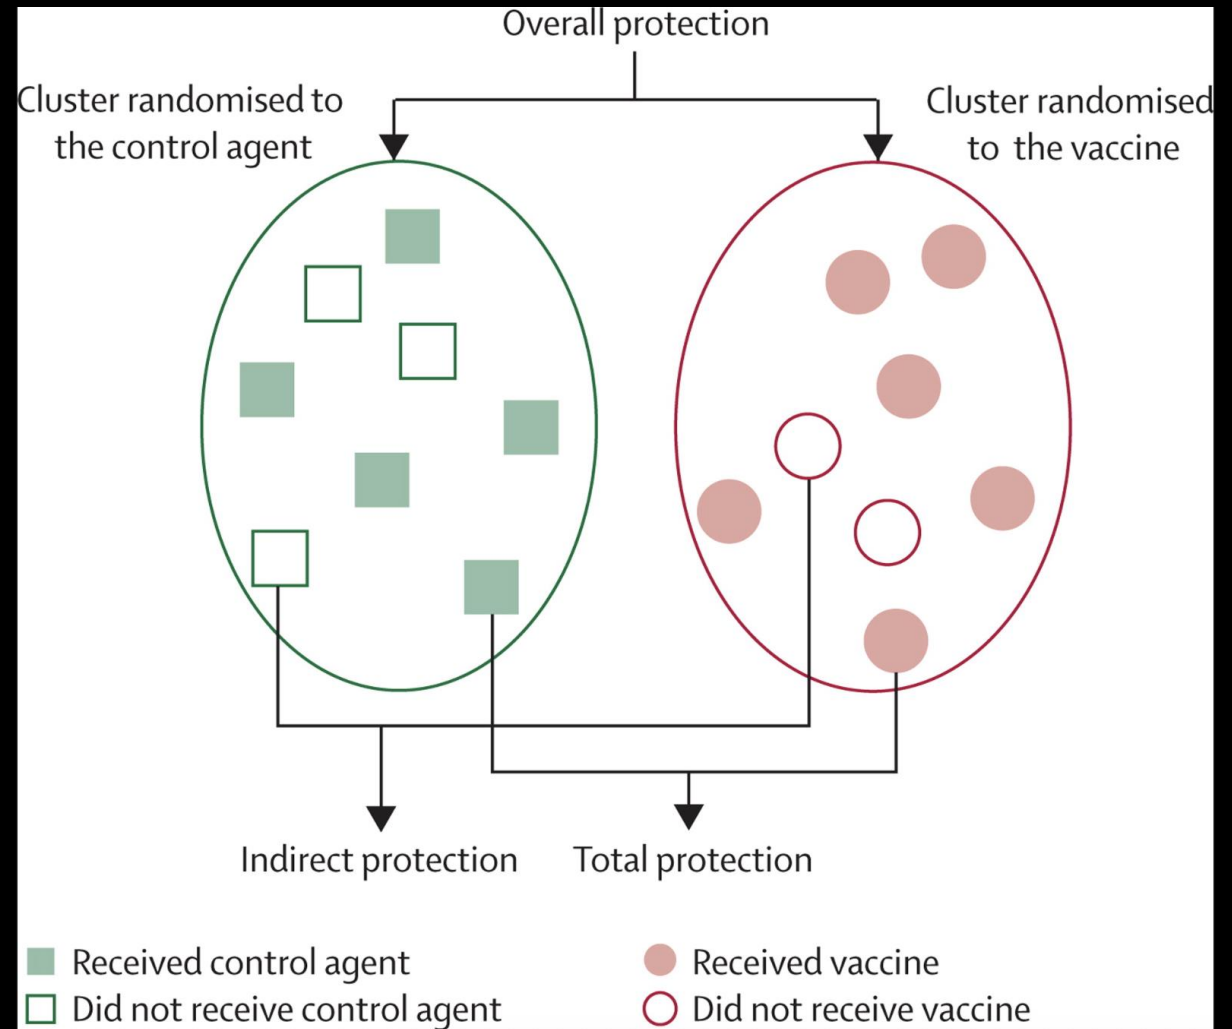 Overall protection
Cluster randomised to
the control agent
Cluster randomised
to the vaccine
Indirect protection
Total protection
Received control agent
Did not receive control agent
Received vaccine
Did not receive vaccine